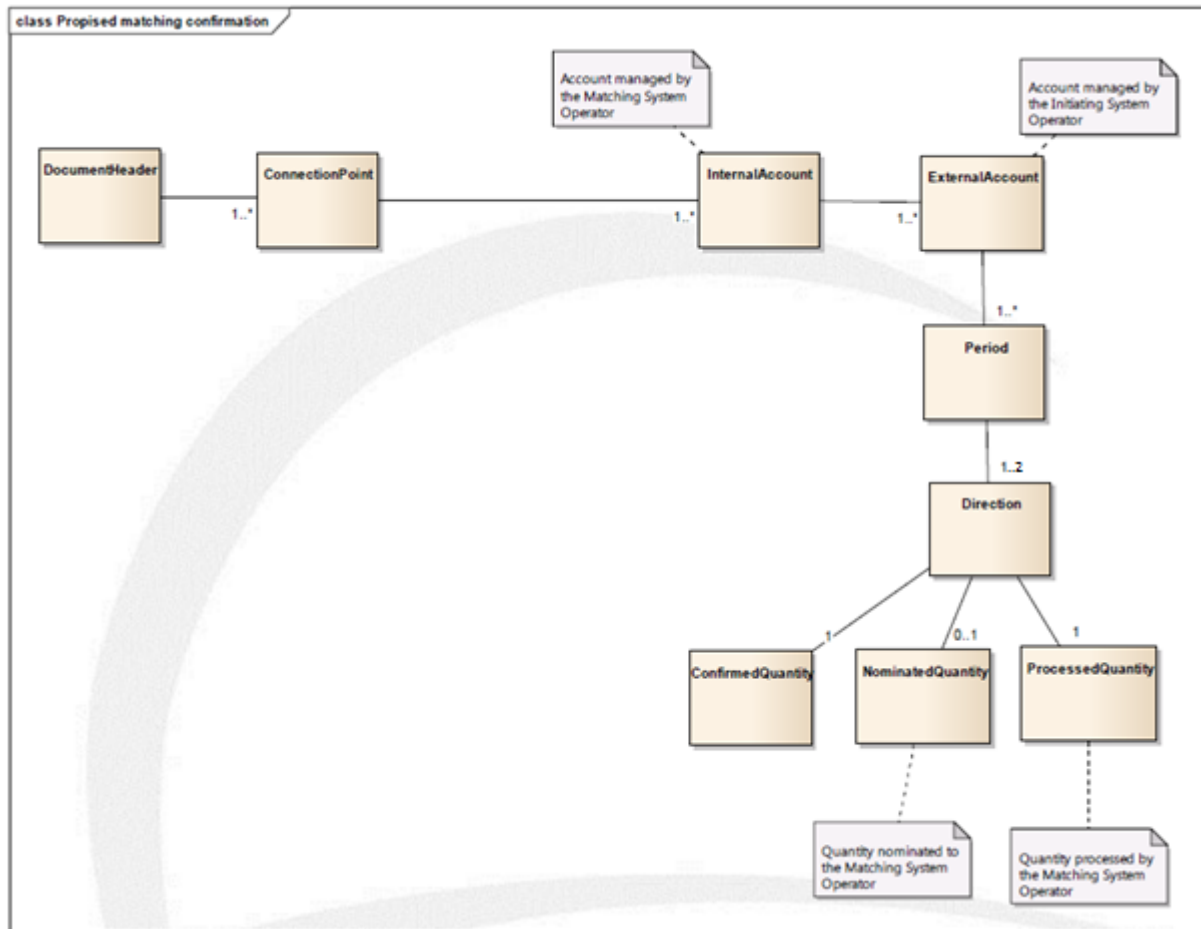 class Propised matching confirmation
Account managed by
the Matching System
Operator
Account managed by
the Initiating System
Operator
DocumentHeader
ConnectionPoint
InternalAccount
ExternalAccount
1..*
1..*
1..*
1..*
Period
1..2
Direction
1
0..1
1
ConfirmedQuantity
NominatedQuantity
ProcessedQuantity
Quantity nominated to
the Matching System
Operator
Quantity processed by
the Matching System
Operator